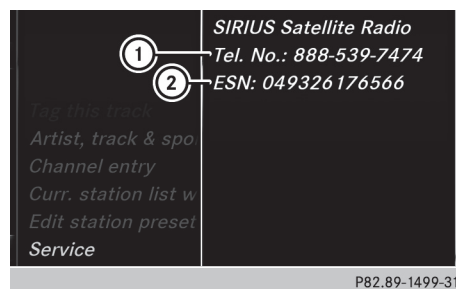 SIRIUS Satellite Radio
1
Tel. No.: 888-539-7474
2
ESN: 049326176566
Tag this track
Artist, track & spo
Channel entry
Curr. station list w
Edit station preset
Service
P82.89-1499-31